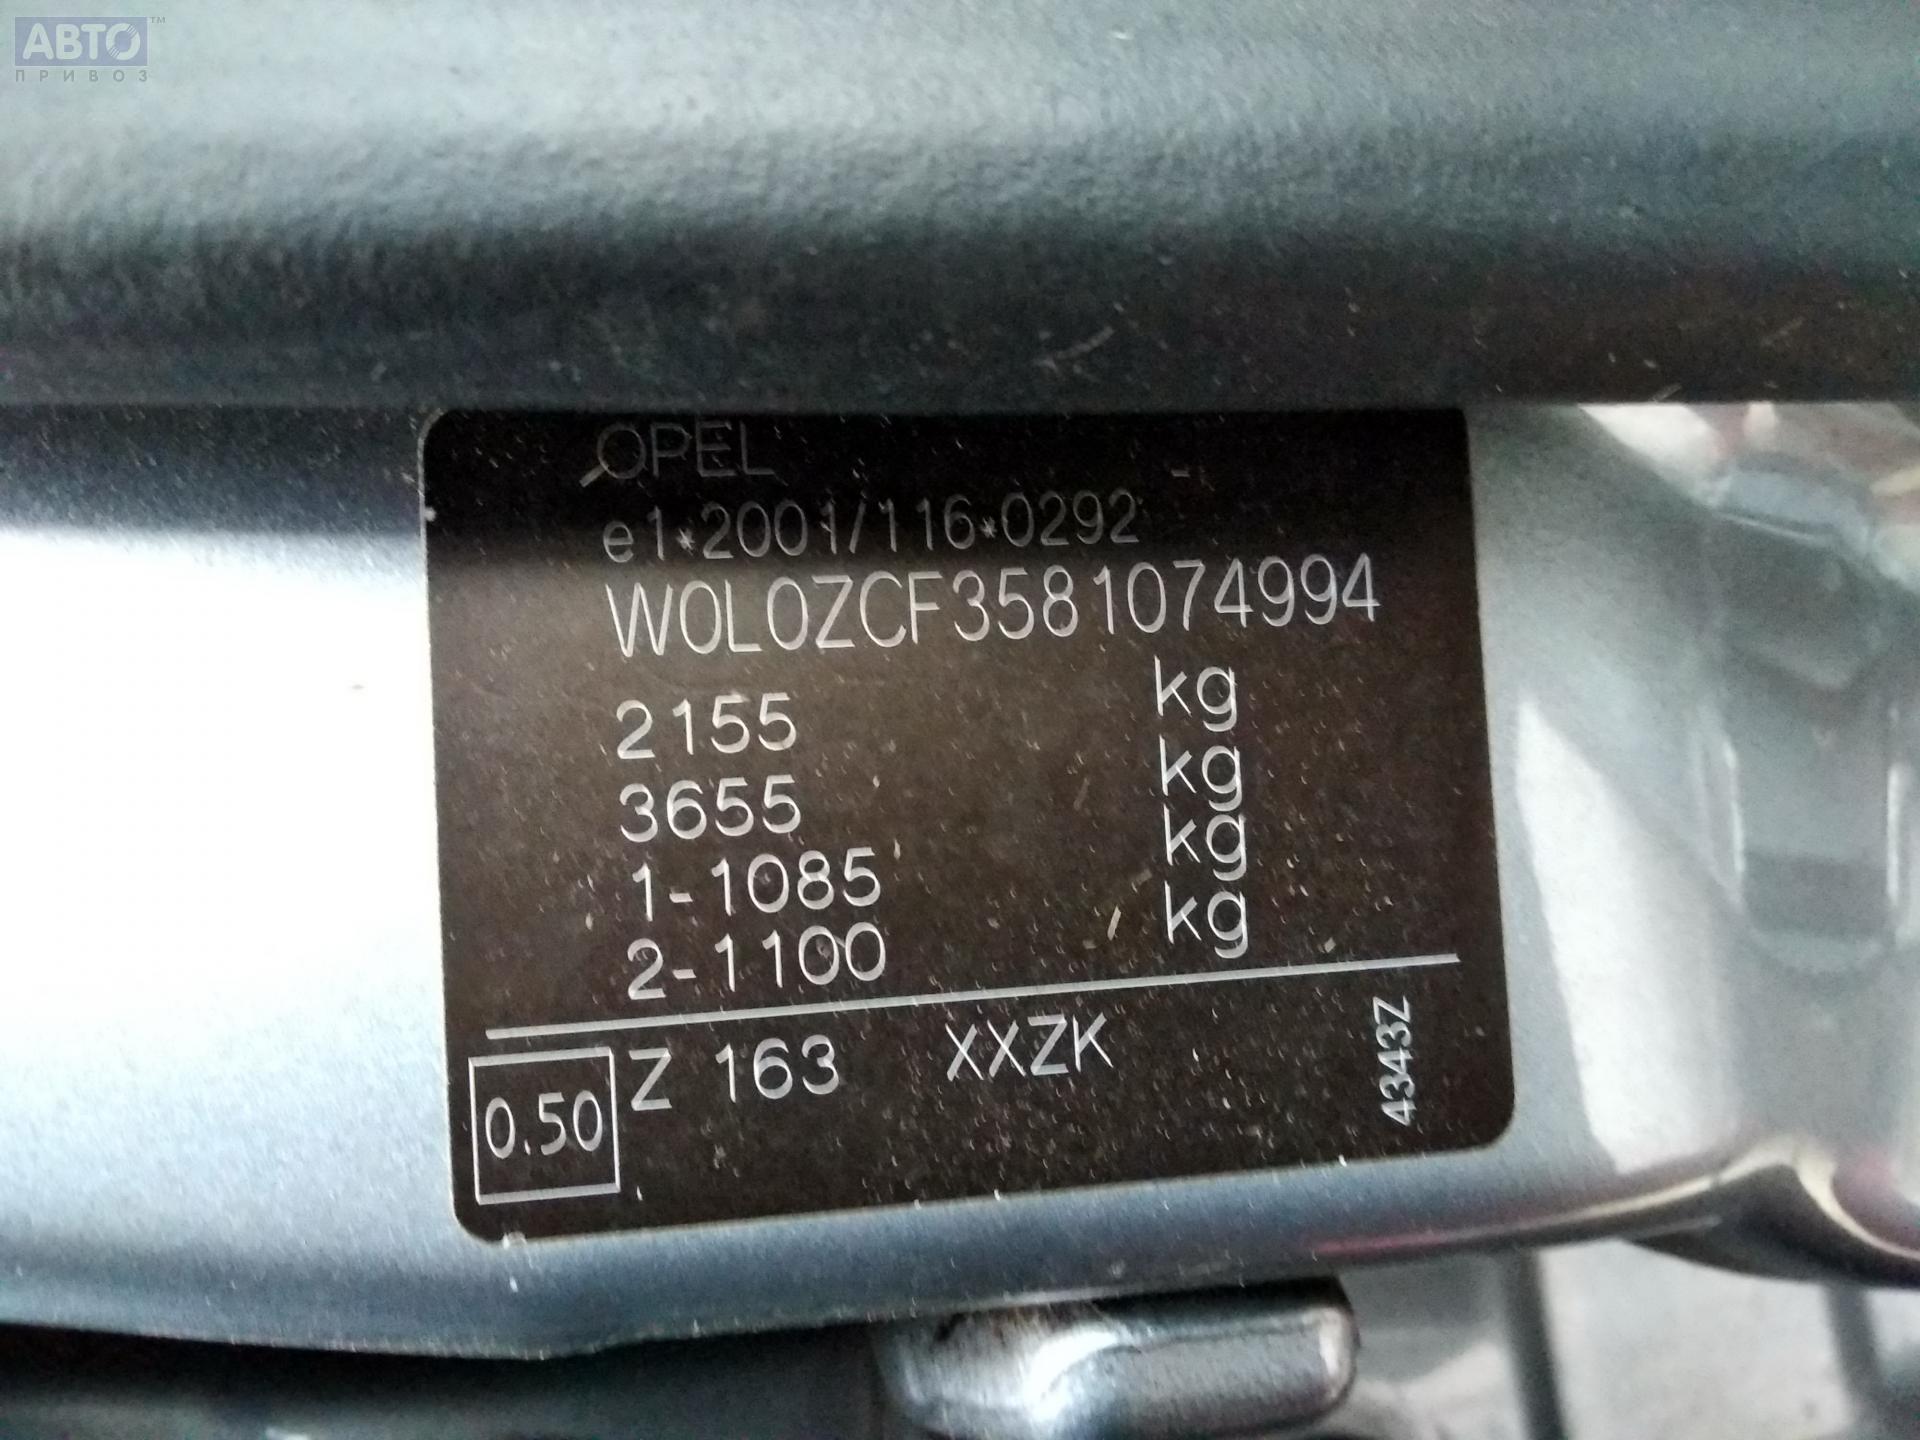 АВТО™
ПРИВОЗ
OPEL
e1*2001/116*0292
W0L0ZCF3581074994
2155 kg
3655 kg
1-1085 kg
2-1100 kg
0.50 Z 163 XXZK
4343Z